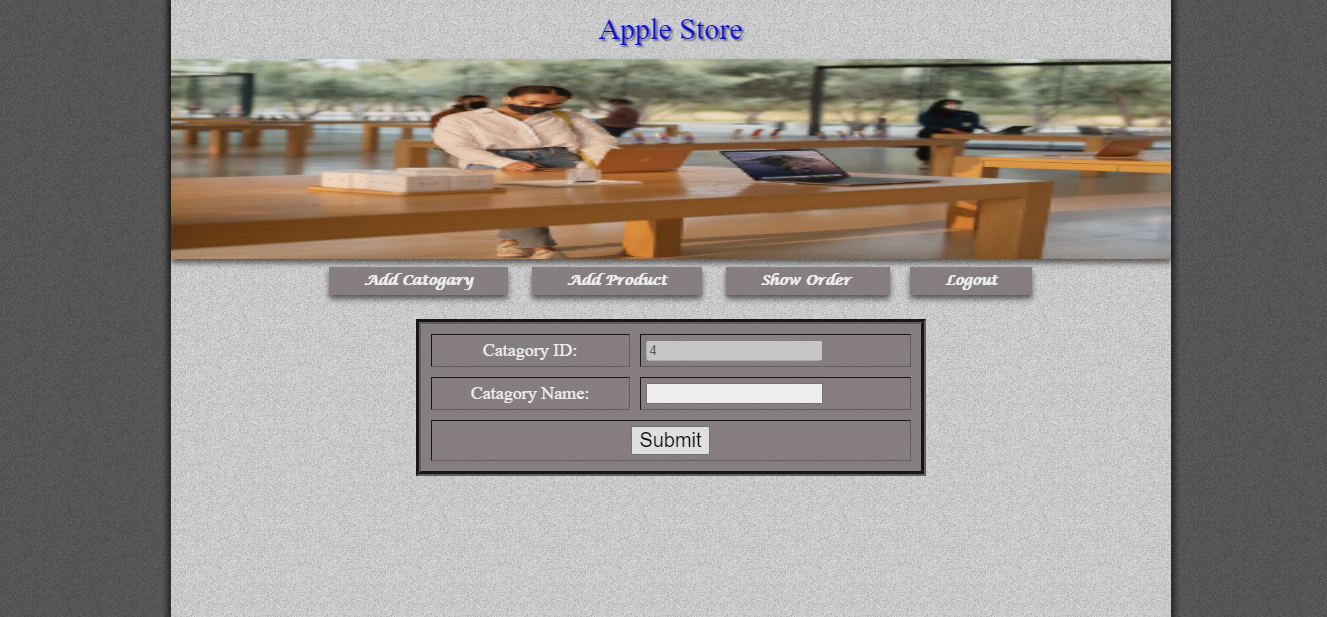 Apple Store
Add Catogary Add Product Show Order Logout
Catagory ID: 4
Catagory Name:
Submit